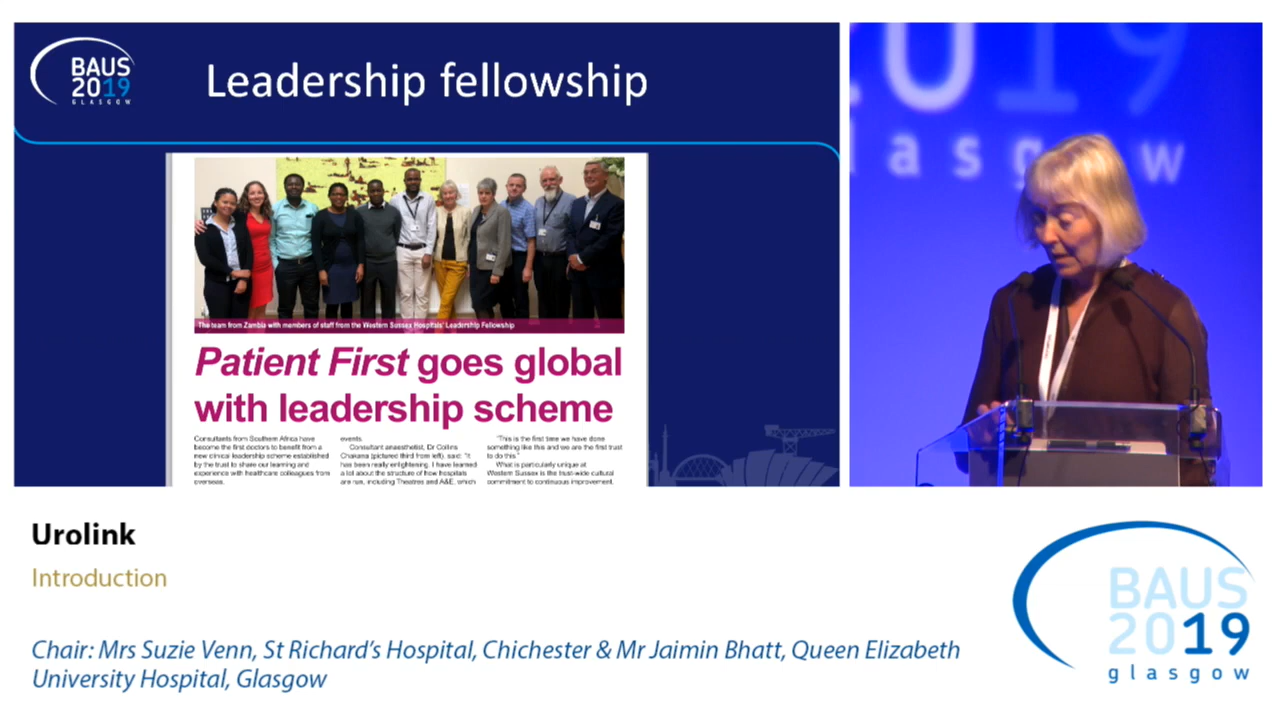 BAUS
2019
GLASGOW
Leadership fellowship
The team from Zambia with members of staff from the Western Sussex Hospitals' Leadership Fellowship
Patient First goes global
with leadership scheme
Consultants from Southern Africa have
become the first doctors to benefit from a
new clinical leadership scheme established
by the trust to share our learning and
experience with healthcare colleagues from
overseas.
events.
Consultant anaesthetist, Dr Collins
Chakana (pictured third from left), said: "It
has been really enlightening. I have learned
a lot about the structure of how hospitals
are run, including Theatres and A&E, which
"This is the first time we have done
something like this and we are the first trust
to do this."
What is particularly unique at
Western Sussex is the trust-wide cultural
commitment to continuous improvement,
19
glasg w
Urolink
Introduction
Chair: Mrs Suzie Venn, St Richard's Hospital, Chichester & Mr Jaimin Bhatt, Queen Elizabeth
University Hospital, Glasgow
BAUS
2019
glasgow